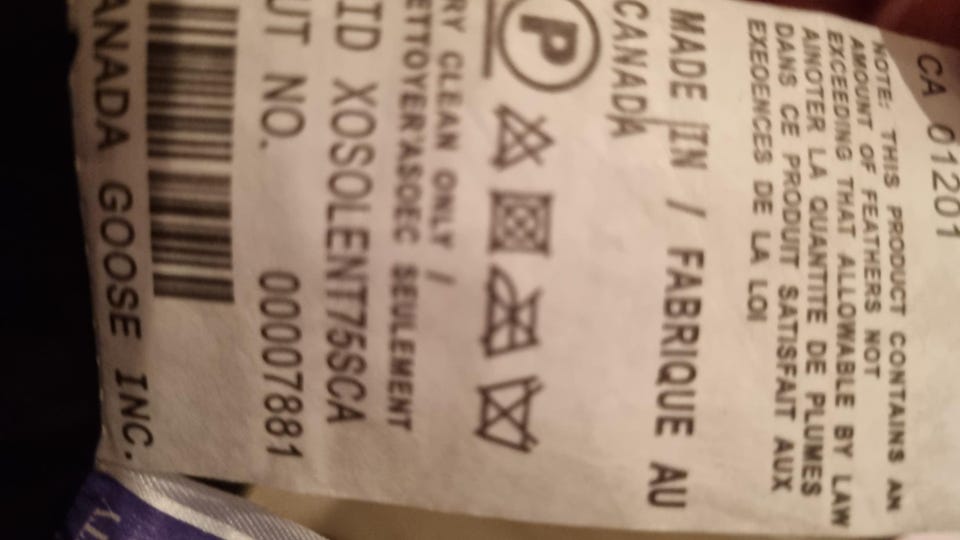 CA 01201
NOTE: THIS PRODUCT CONTAINS AN
AMOUNT OF FEATHERS NOT
EXCEEDING THAT ALLOWABLE BY LAW
AINOTER LA QUANTITE DE PLUMES
DANS CE PRODUIT SATISFAIT AUX
EXEOENCES DE LA LOI
MADE IN / FABRIQUE AU
CANADA
P
RY CLEAN ONLY /
ETTOYER'ASOEC SEULEMENT
ID XOSOLENT75SCA
UT NO. 00007881
ANADA GOOSE INC.